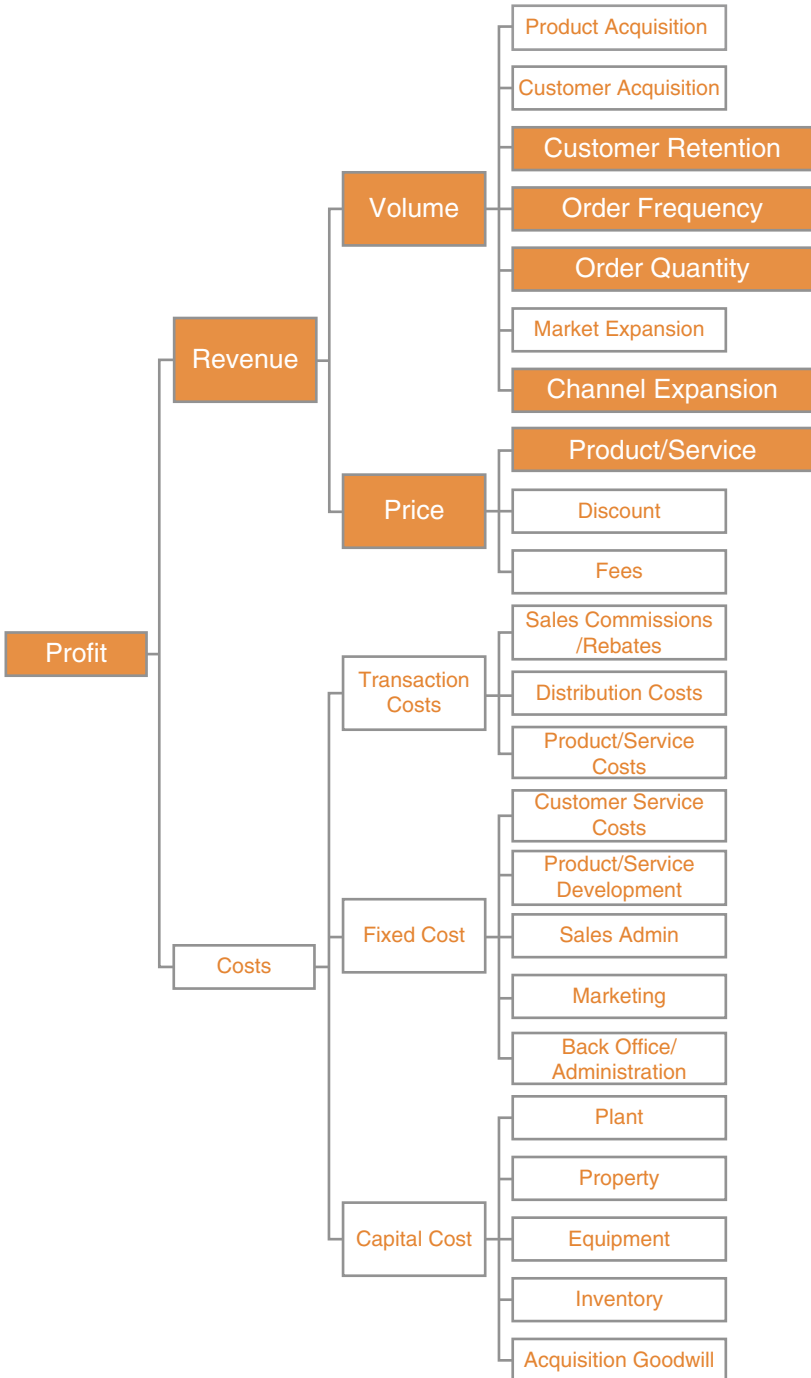 Product Acquisition
Customer Acquisition
Customer Retention
Volume
Order Frequency
Order Quantity
Market Expansion
Revenue
Channel Expansion
Product/Service
Price
Discount
Fees
Profit
Sales Commissions
/Rebates
Transaction
Costs
Distribution Costs
Product/Service
Costs
Customer Service
Costs
Product/Service
Development
Fixed Cost
Sales Admin
Costs
Marketing
Back Office/
Administration
Plant
Property
Capital Cost
Equipment
Inventory
Acquisition Goodwill